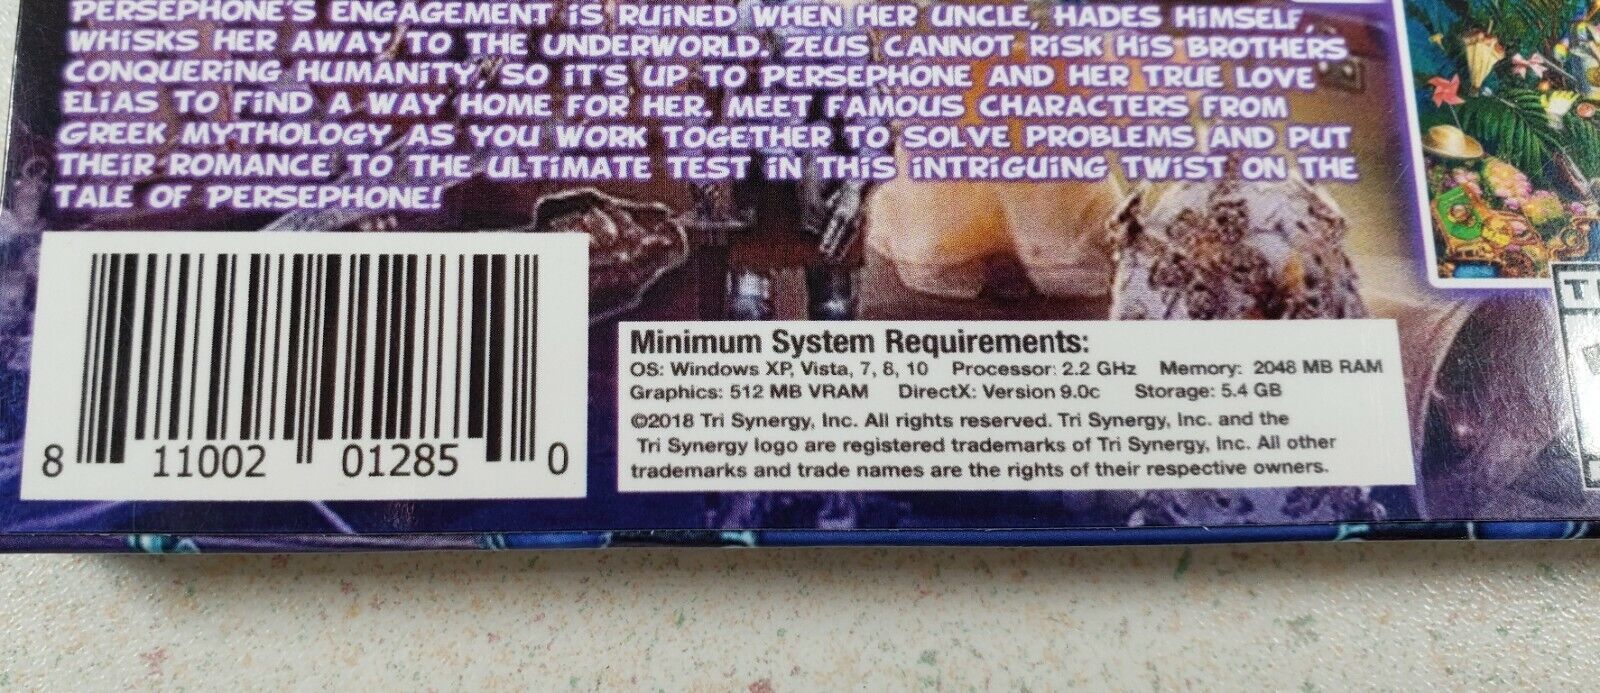 PERSEPHONE'S ENGAGEMENT IS RUINED WHEN HER UNCLE, HADES HIMSELF,
WHISKS HER AWAY TO THE UNDERWORLD. ZEUS CANNOT RISK HIS BROTHERS
CONQUERING HUMANITY, SO IT'S UP TO PERSEPHONE AND HER TRUE LOVE
ELIAS TO FIND A WAY HOME FOR HER. MEET FAMOUS CHARACTERS FROM
GREEK MYTHOLOGY AS YOU WORK TOGETHER TO SOLVE PROBLEMS AND PUT
THEIR ROMANCE TO THE ULTIMATE TEST IN THIS INTRIGUING TWIST ON THE
TALE OF PERSEPHONE!
8 11002 01285 0
Minimum System Requirements:
OS: Windows XP, Vista, 7, 8, 10 Processor: 2.2 GHz Memory: 2048 MB RAM
Graphics: 512 MB VRAM DirectX: Version 9.0c Storage: 5.4 GB
©2018 Tri Synergy, Inc. All rights reserved. Tri Synergy, Inc. and the
Tri Synergy logo are registered trademarks of Tri Synergy, Inc. All other
trademarks and trade names are the rights of their respective owners.